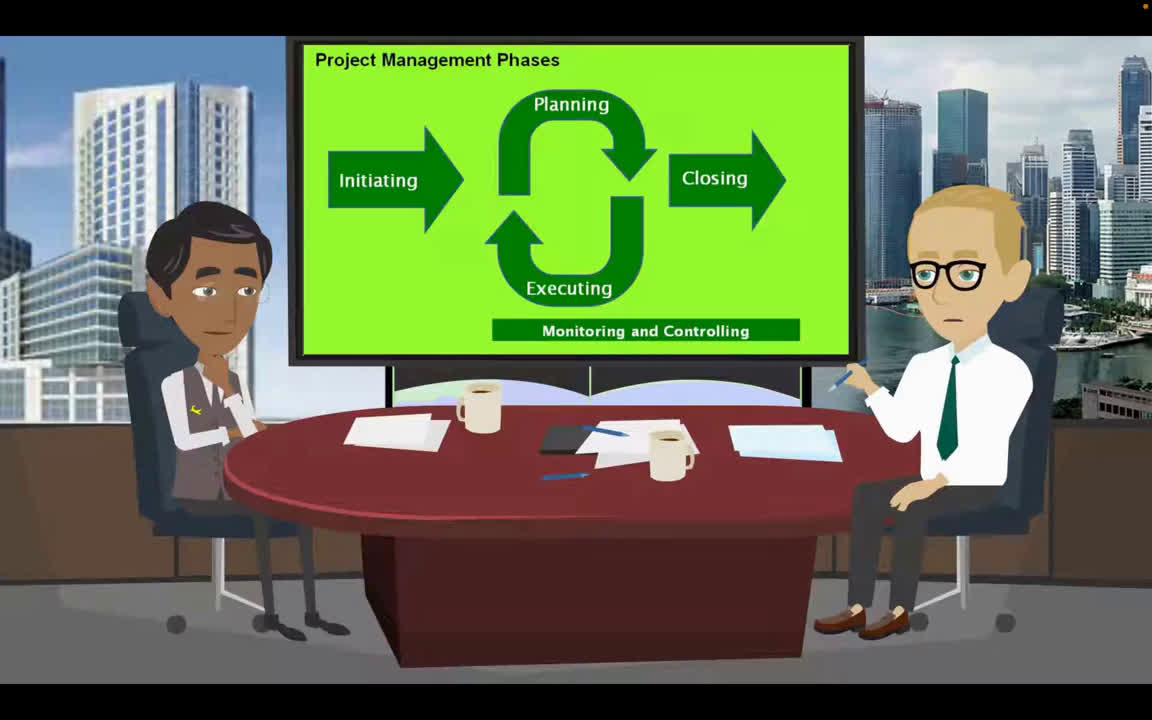 Project Management Phases
Planning
Initiating
Closing
Executing
Monitoring and Controlling